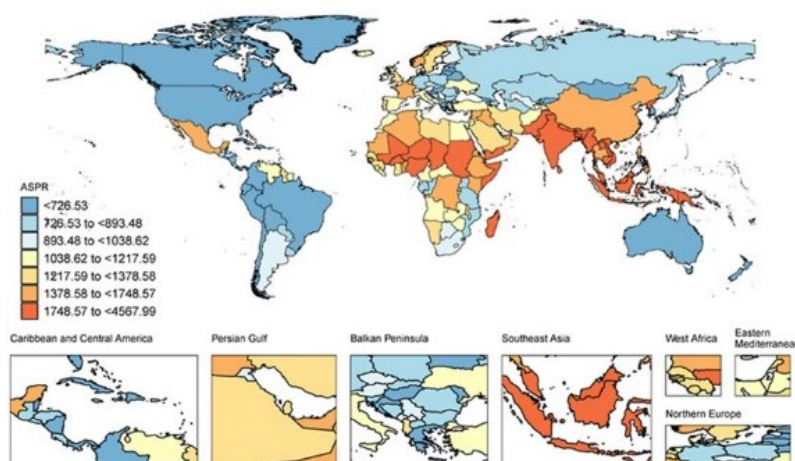 ASPR
<726.53
726.53 to <893.48
893.48 to <1038.62
1038.62 to <1217.59
1217.59 to <1378.58
1378.58 to <1748.57
1748.57 to <4567.99
Caribbean and Central America
Persian Gulf
Balkan Peninsula
Southeast Asia
West Africa
Eastern
Mediterranea
Northern Europe